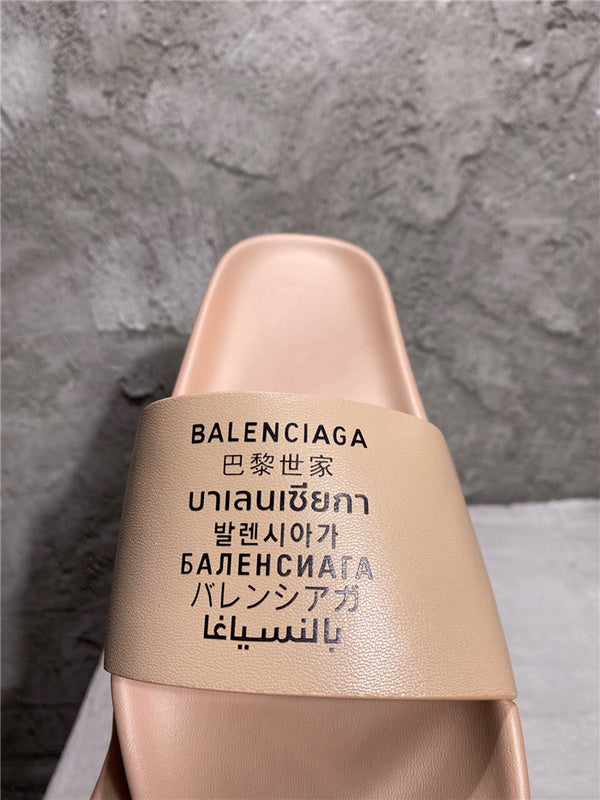 BALENCIAGA
巴黎世家
บาเลนเซียกา
발렌시아가
БАЛЕНСИАГА
バレンシアガ
بالنسياغا